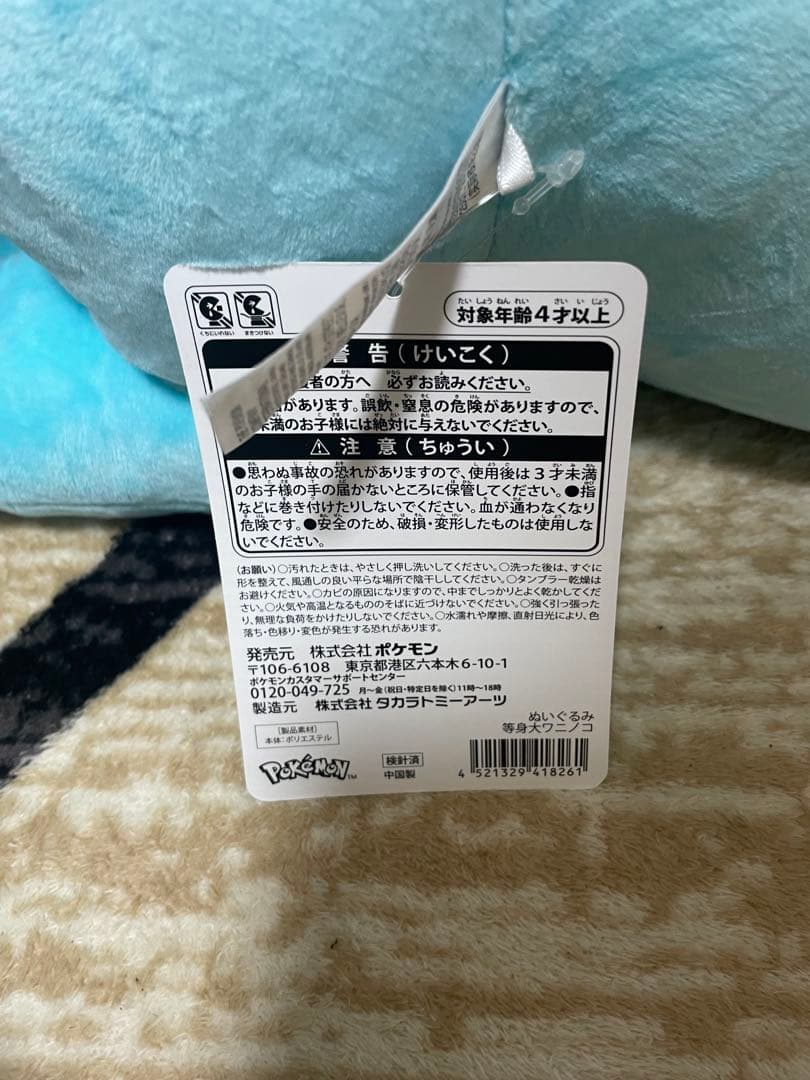 くちにいれない まきつけない
たいしょうねんれい さいいじょう
対象年齢4才以上
警 告(けいこく)
者の方へ 必ずお読みください。
があります。誤飲・窒息の危険がありますので、
未満のお子様には絶対に与えないでください。
⚠ 注 意(ちゅうい)
●思わぬ事故の恐れがありますので、使用後は3才未満
のお子様の手の届かないところに保管してください。●指
などに巻き付けたりしないでください。血が通わなくなり
危険です。●安全のため、破損・変形したものは使用しな
いでください。
(お願い)○汚れたときは、やさしく押し洗いしてください。○洗った後は、すぐに
形を整えて、風通しの良い平らな場所で陰干ししてください。○タンブラー乾燥は
お避けください。○カビの原因になりますので、中までしっかりとよく乾かしてくだ
さい。○火気や高温となるもののそばに近づけないでください。○強く引っ張った
り、無理な負荷をかけたりしないでください。○水濡れや摩擦、直射日光により、色
落ち・色移り・変色が発生する恐れがあります。
発売元 株式会社 ポケモン
〒106-6108 東京都港区六本木6-10-1
ポケモンカスタマーサポートセンター
0120-049-725 月〜金(祝日・特定日を除く)11時〜18時
製造元 株式会社 タカラトミーアーツ
[製品素材]
本体:ポリエステル
ぬいぐるみ
等身大ワニノコ
POKéMON™
検針済
中国製
4 521329 418261